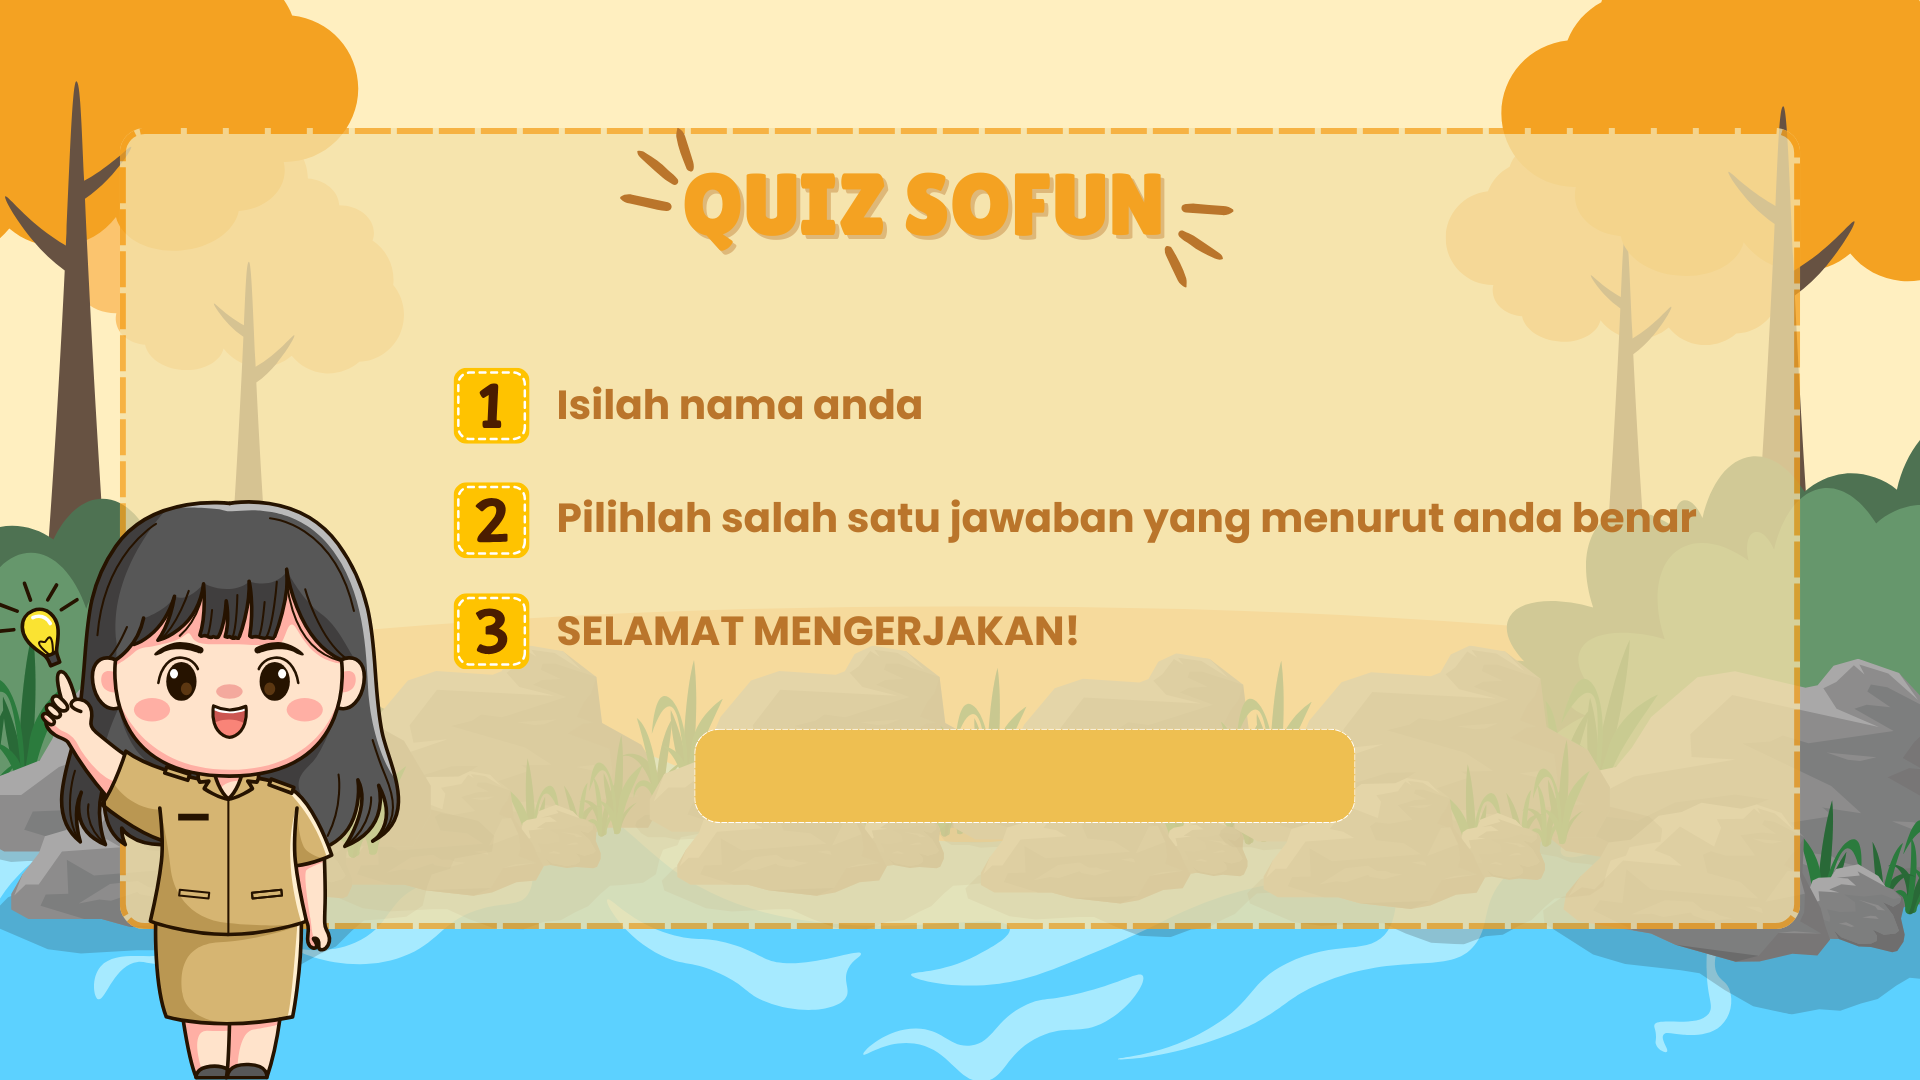 QUIZ SOFUN
1 Isilah nama anda
2 Pilihlah salah satu jawaban yang menurut anda benar
3 SELAMAT MENGERJAKAN!